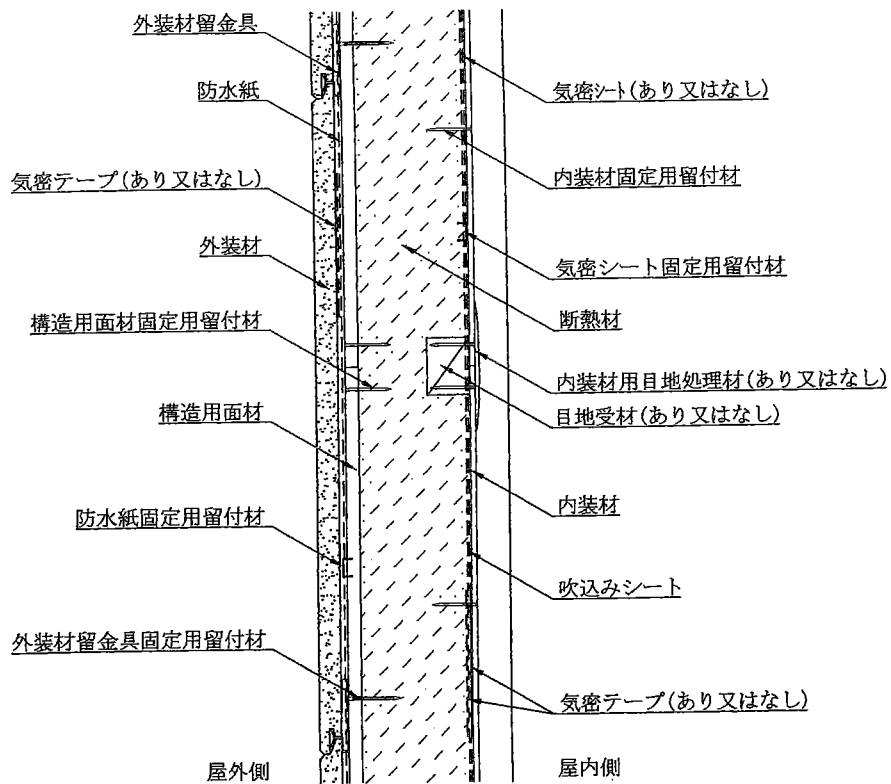 外装材留金具
防水紙
気密テープ(あり又はなし)
外装材
構造用面材固定用留付材
構造用面材
防水紙固定用留付材
外装材留金具固定用留付材
屋外側
気密シート(あり又はなし)
内装材固定用留付材
気密シート固定用留付材
断熱材
内装材用目地処理材(あり又はなし)
目地受材(あり又はなし)
内装材
吹込みシート
気密テープ(あり又はなし)
屋内側